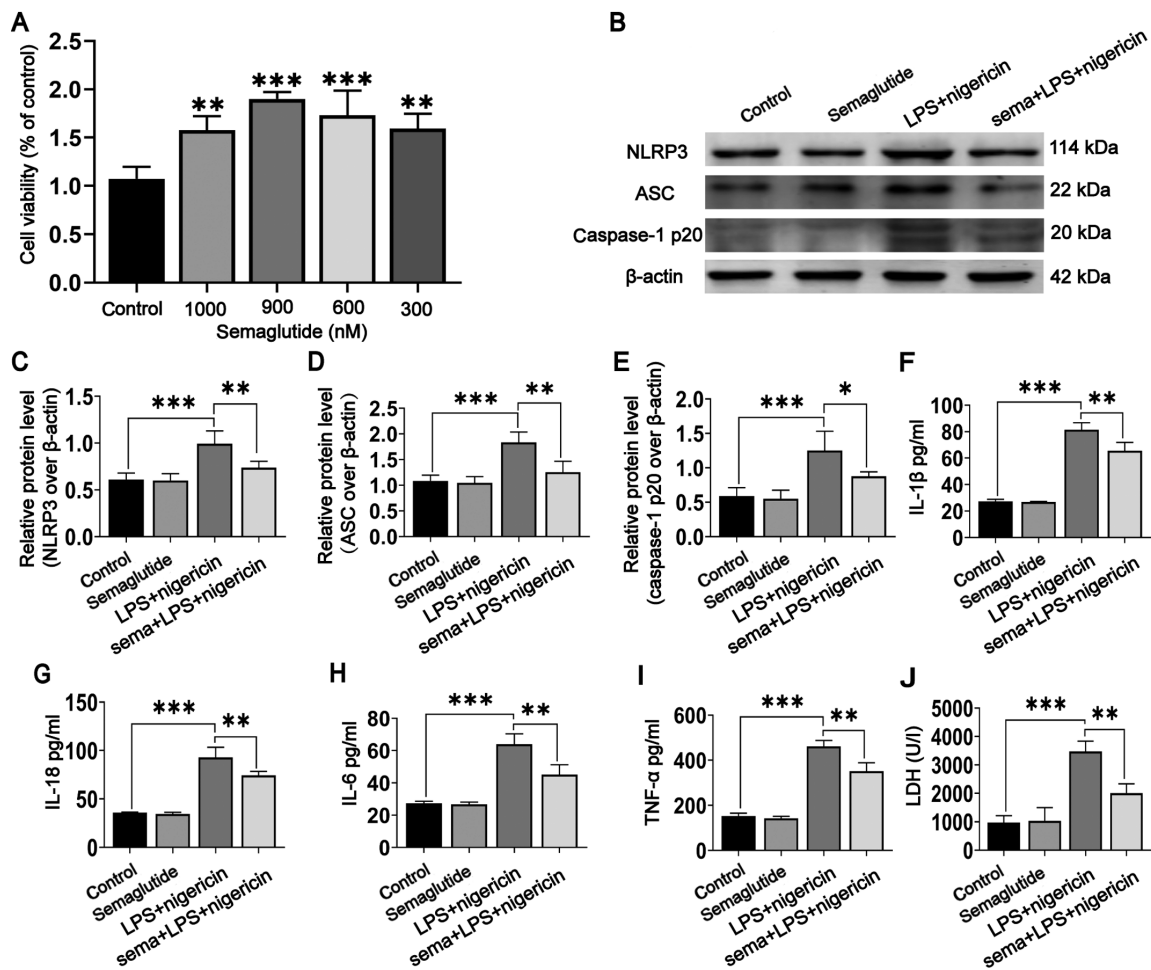 A
Cell viability (% of control)
2.5
2.0
1.5
1.0
0.5
0.0
**
***
***
**
Control
1000
900
600
300
Semaglutide (nM)
B
Control
Semaglutide
LPS+nigericin
sema+LPS+nigericin
NLRP3
114 kDa
ASC
22 kDa
Caspase-1 p20
20 kDa
β-actin
42 kDa
C
Relative protein level
(NLRP3 over β-actin)
1.5
1.0
0.5
0.0
***
**
Control
Semaglutide
LPS+nigericin
sema+LPS+nigericin
D
Relative protein level
(ASC over β-actin)
2.5
2.0
1.5
1.0
0.5
0.0
***
**
Control
Semaglutide
LPS+nigericin
sema+LPS+nigericin
E
Relative protein level
(caspase-1 p20 over β-actin)
2.0
1.5
1.0
0.5
0.0
***
*
Control
Semaglutide
LPS+nigericin
sema+LPS+nigericin
F
IL-1β pg/ml
100
80
60
40
20
0
***
**
Control
Semaglutide
LPS+nigericin
sema+LPS+nigericin
G
IL-18 pg/ml
150
100
50
0
***
**
Control
Semaglutide
LPS+nigericin
sema+LPS+nigericin
H
IL-6 pg/ml
80
60
40
20
0
***
**
Control
Semaglutide
LPS+nigericin
sema+LPS+nigericin
I
TNF-α pg/ml
600
400
200
0
***
**
Control
Semaglutide
LPS+nigericin
sema+LPS+nigericin
J
LDH (U/l)
5000
4000
3000
2000
1000
0
***
**
Control
Semaglutide
LPS+nigericin
sema+LPS+nigericin